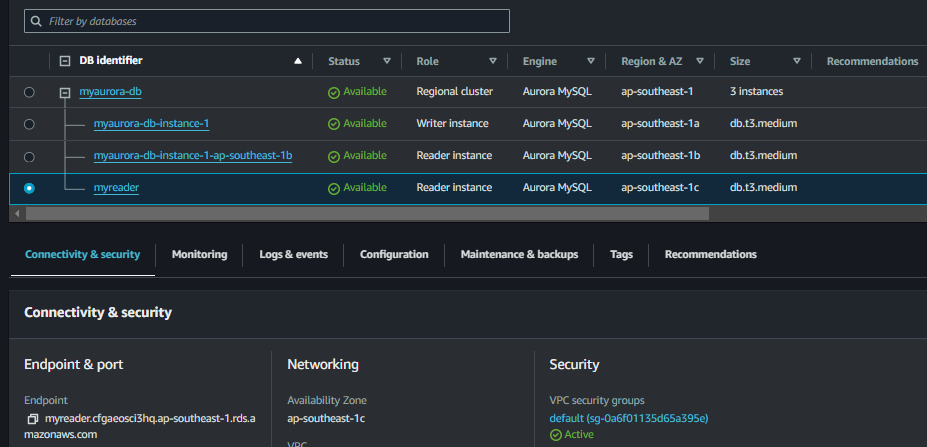 Filter by databases
DB identifier Status Role Engine Region & AZ Size Recommendations
myaurora-db Available Regional cluster Aurora MySQL ap-southeast-1 3 instances
myaurora-db-instance-1 Available Writer instance Aurora MySQL ap-southeast-1a db.t3.medium
myaurora-db-instance-1-ap-southeast-1b Available Reader instance Aurora MySQL ap-southeast-1b db.t3.medium
myreader Available Reader instance Aurora MySQL ap-southeast-1c db.t3.medium
Connectivity & security Monitoring Logs & events Configuration Maintenance & backups Tags Recommendations
Connectivity & security
Endpoint & port Networking Security
Endpoint Availability Zone VPC security groups
myreader.cfgaeosci3hq.ap-southeast-1.rds.a ap-southeast-1c default (sg-0a6f01135d65a395e)
mazonaws.com Active
VPC